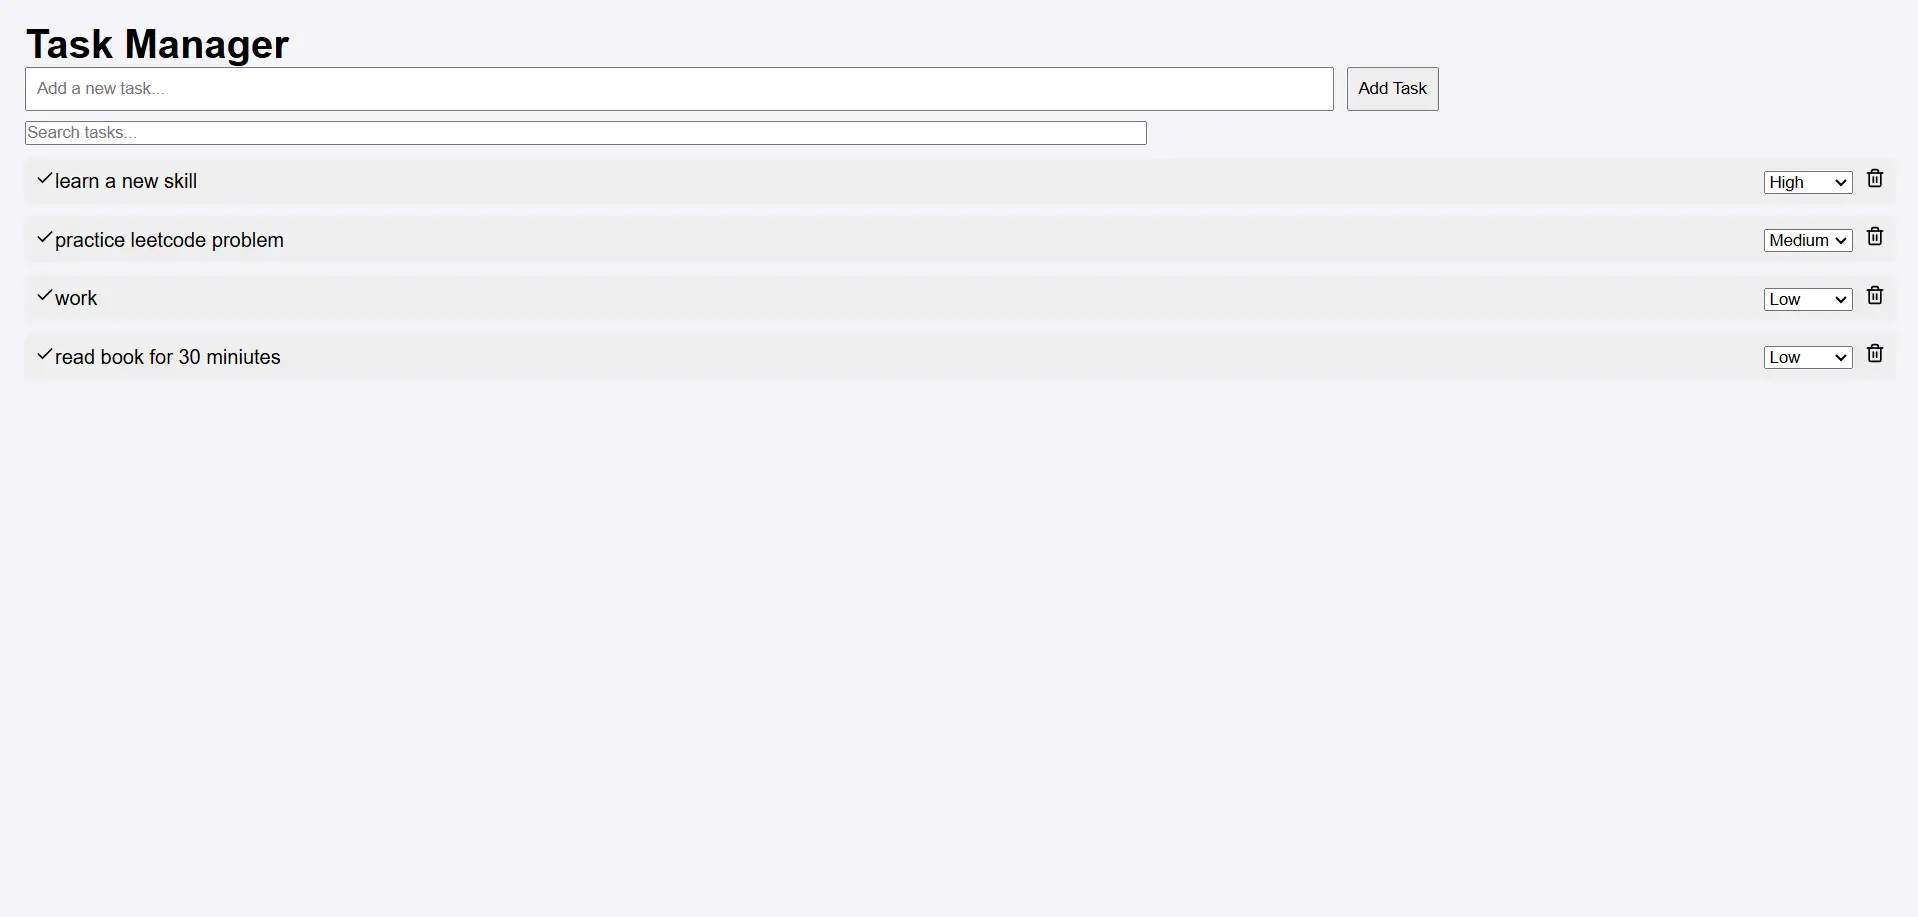 Task Manager
Add a new task...
Add Task
Search tasks...
learn a new skill
High
practice leetcode problem
Medium
work
Low
read book for 30 miniutes
Low